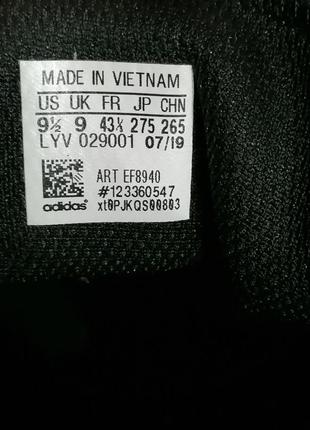 MADE IN VIETNAM
US UK FR JP CHN
9½ 9 43⅓ 275 265
LYV 029001 07/19
ART EF8940
#123360547
adidas xt0PJKQS00803